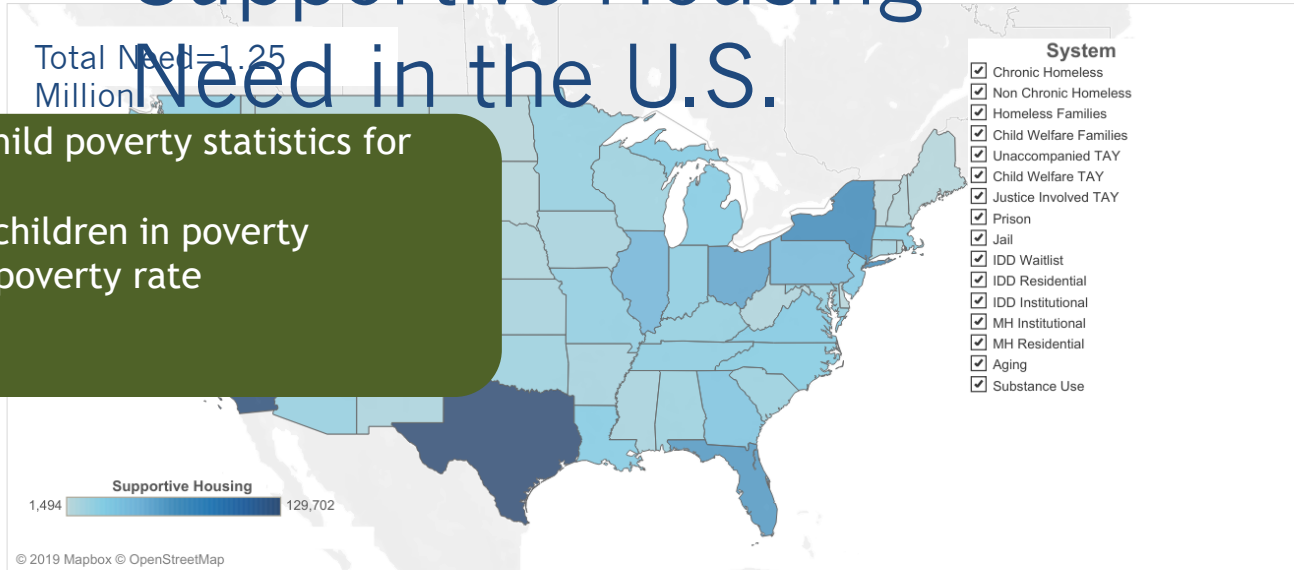 Supportive Housing
Need in the U.S.
Total Need=1.25
Million
child poverty statistics for
children in poverty
poverty rate
System
Chronic Homeless
Non Chronic Homeless
Homeless Families
Child Welfare Families
Unaccompanied TAY
Child Welfare TAY
Justice Involved TAY
Prison
Jail
IDD Waitlist
IDD Residential
IDD Institutional
MH Institutional
MH Residential
Aging
Substance Use
Supportive Housing
1,494
129,702
© 2019 Mapbox © OpenStreetMap